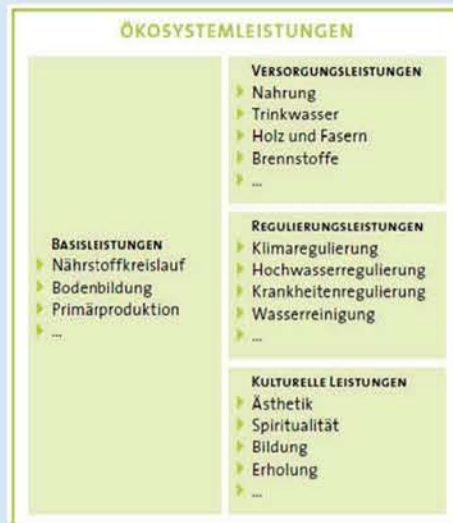 ÖKOSYSTEMLEISTUNGEN
BASISLEISTUNGEN
Nährstoffkreislauf
Bodenbildung
Primärproduktion
...
VERSORGUNGSLEISTUNGEN
Nahrung
Trinkwasser
Holz und Fasern
Brennstoffe
...
REGULIERUNGSLEISTUNGEN
Klimaregulierung
Hochwasserregulierung
Krankheitenregulierung
Wasserreinigung
...
KULTURELLE LEISTUNGEN
Ästhetik
Spiritualität
Bildung
Erholung
...